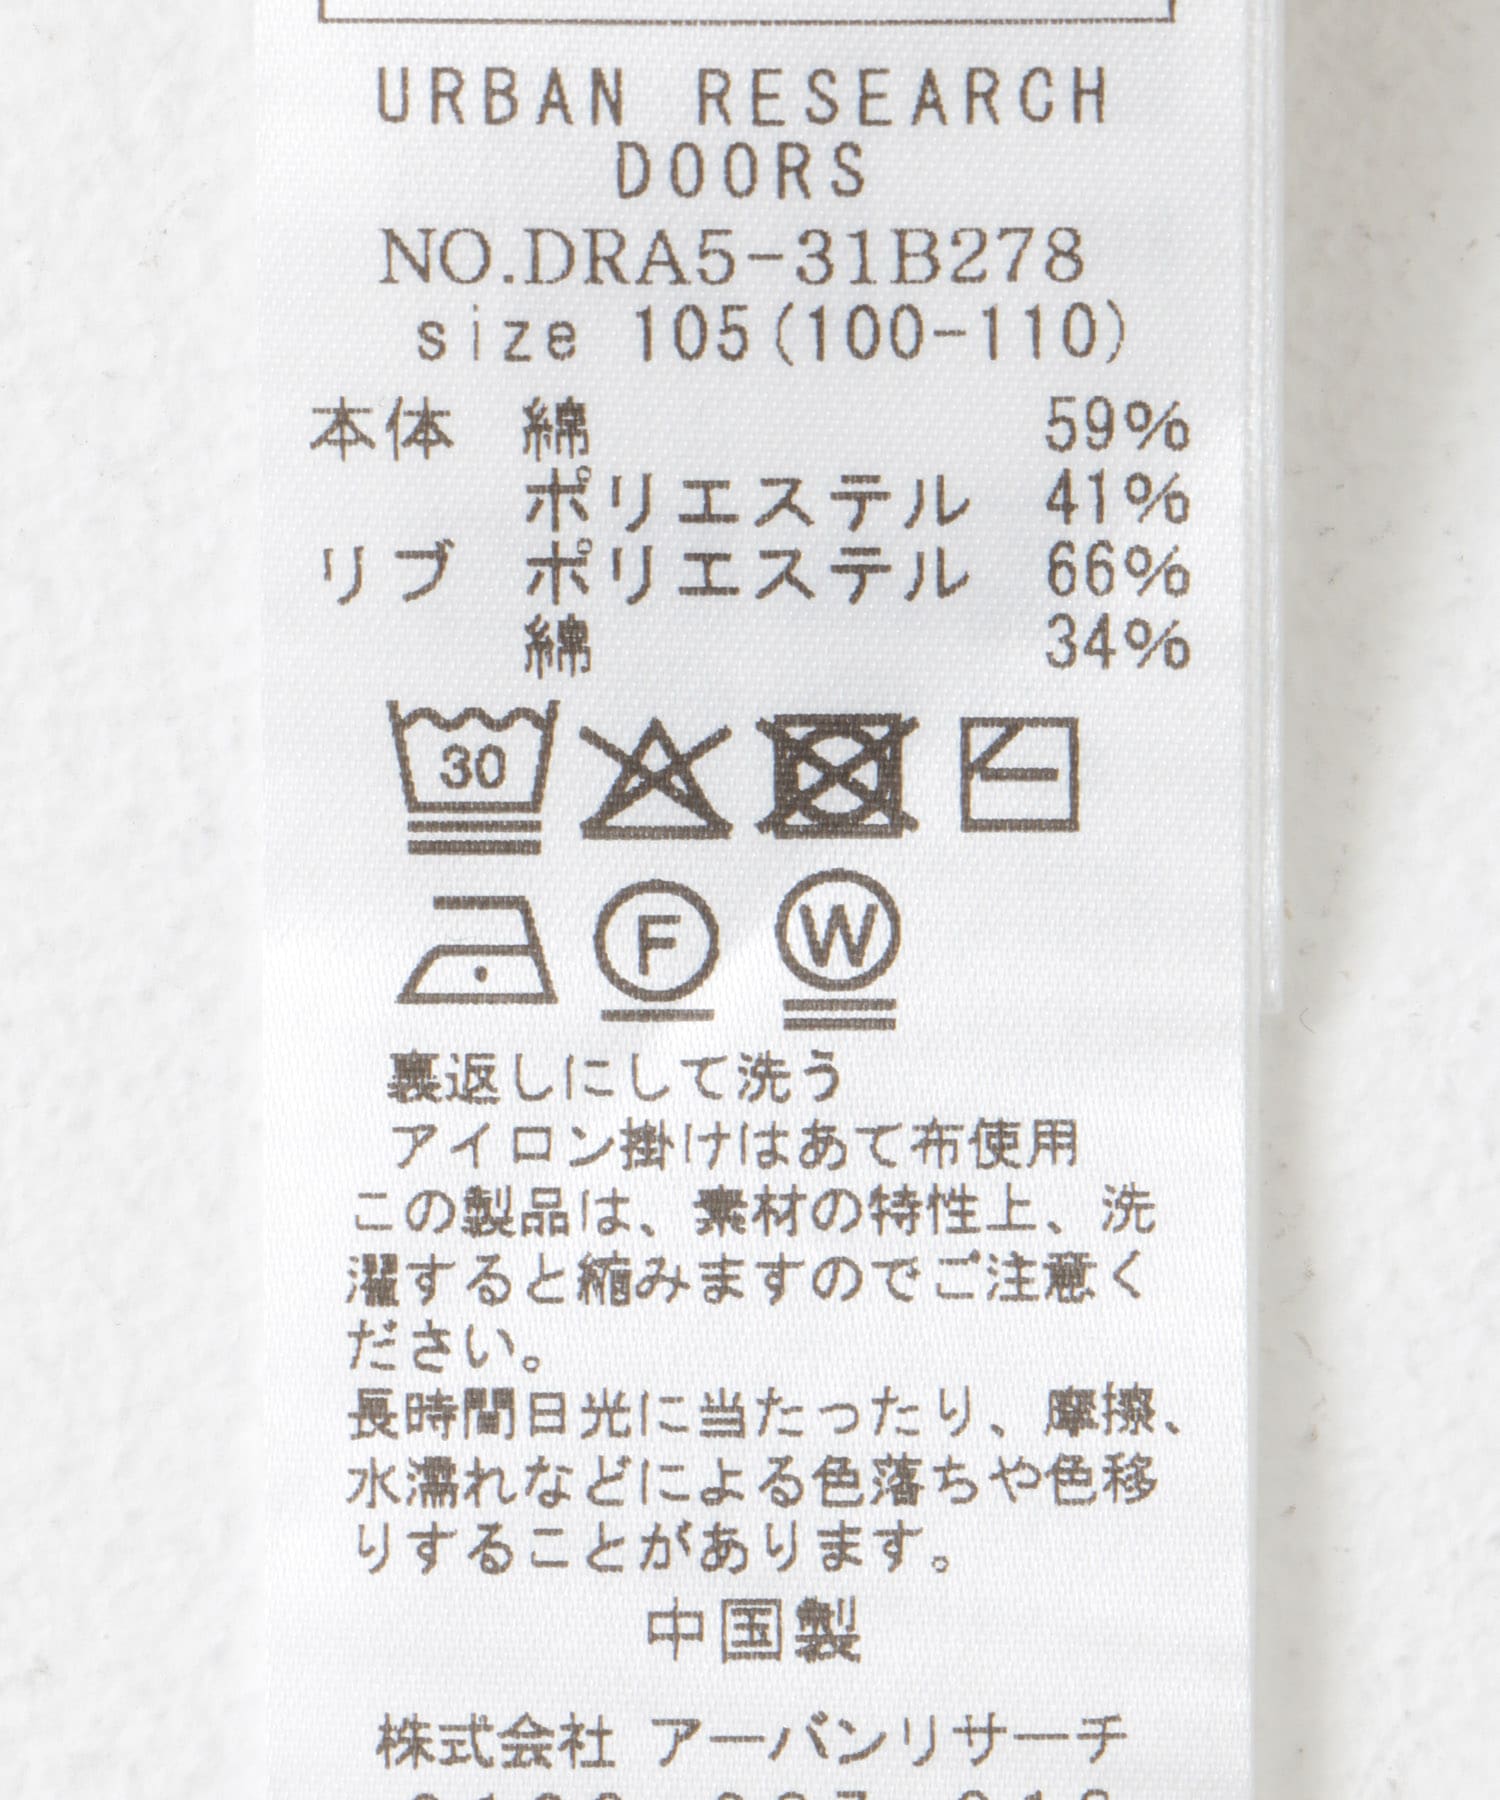 URBAN RESEARCH
DOORS
NO.DRA5-31B278
size 105(100-110)
本体 綿 59%
ポリエステル 41%
リブ ポリエステル 66%
綿 34%
30
F W
裏返しにして洗う
アイロン掛けはあて布使用
この製品は、素材の特性上、洗
濯すると縮みますのでご注意く
ださい。
長時間日光に当たったり、摩擦、
水濡れなどによる色落ちや色移
りすることがあります。
中国製
株式会社 アーバンリサーチ